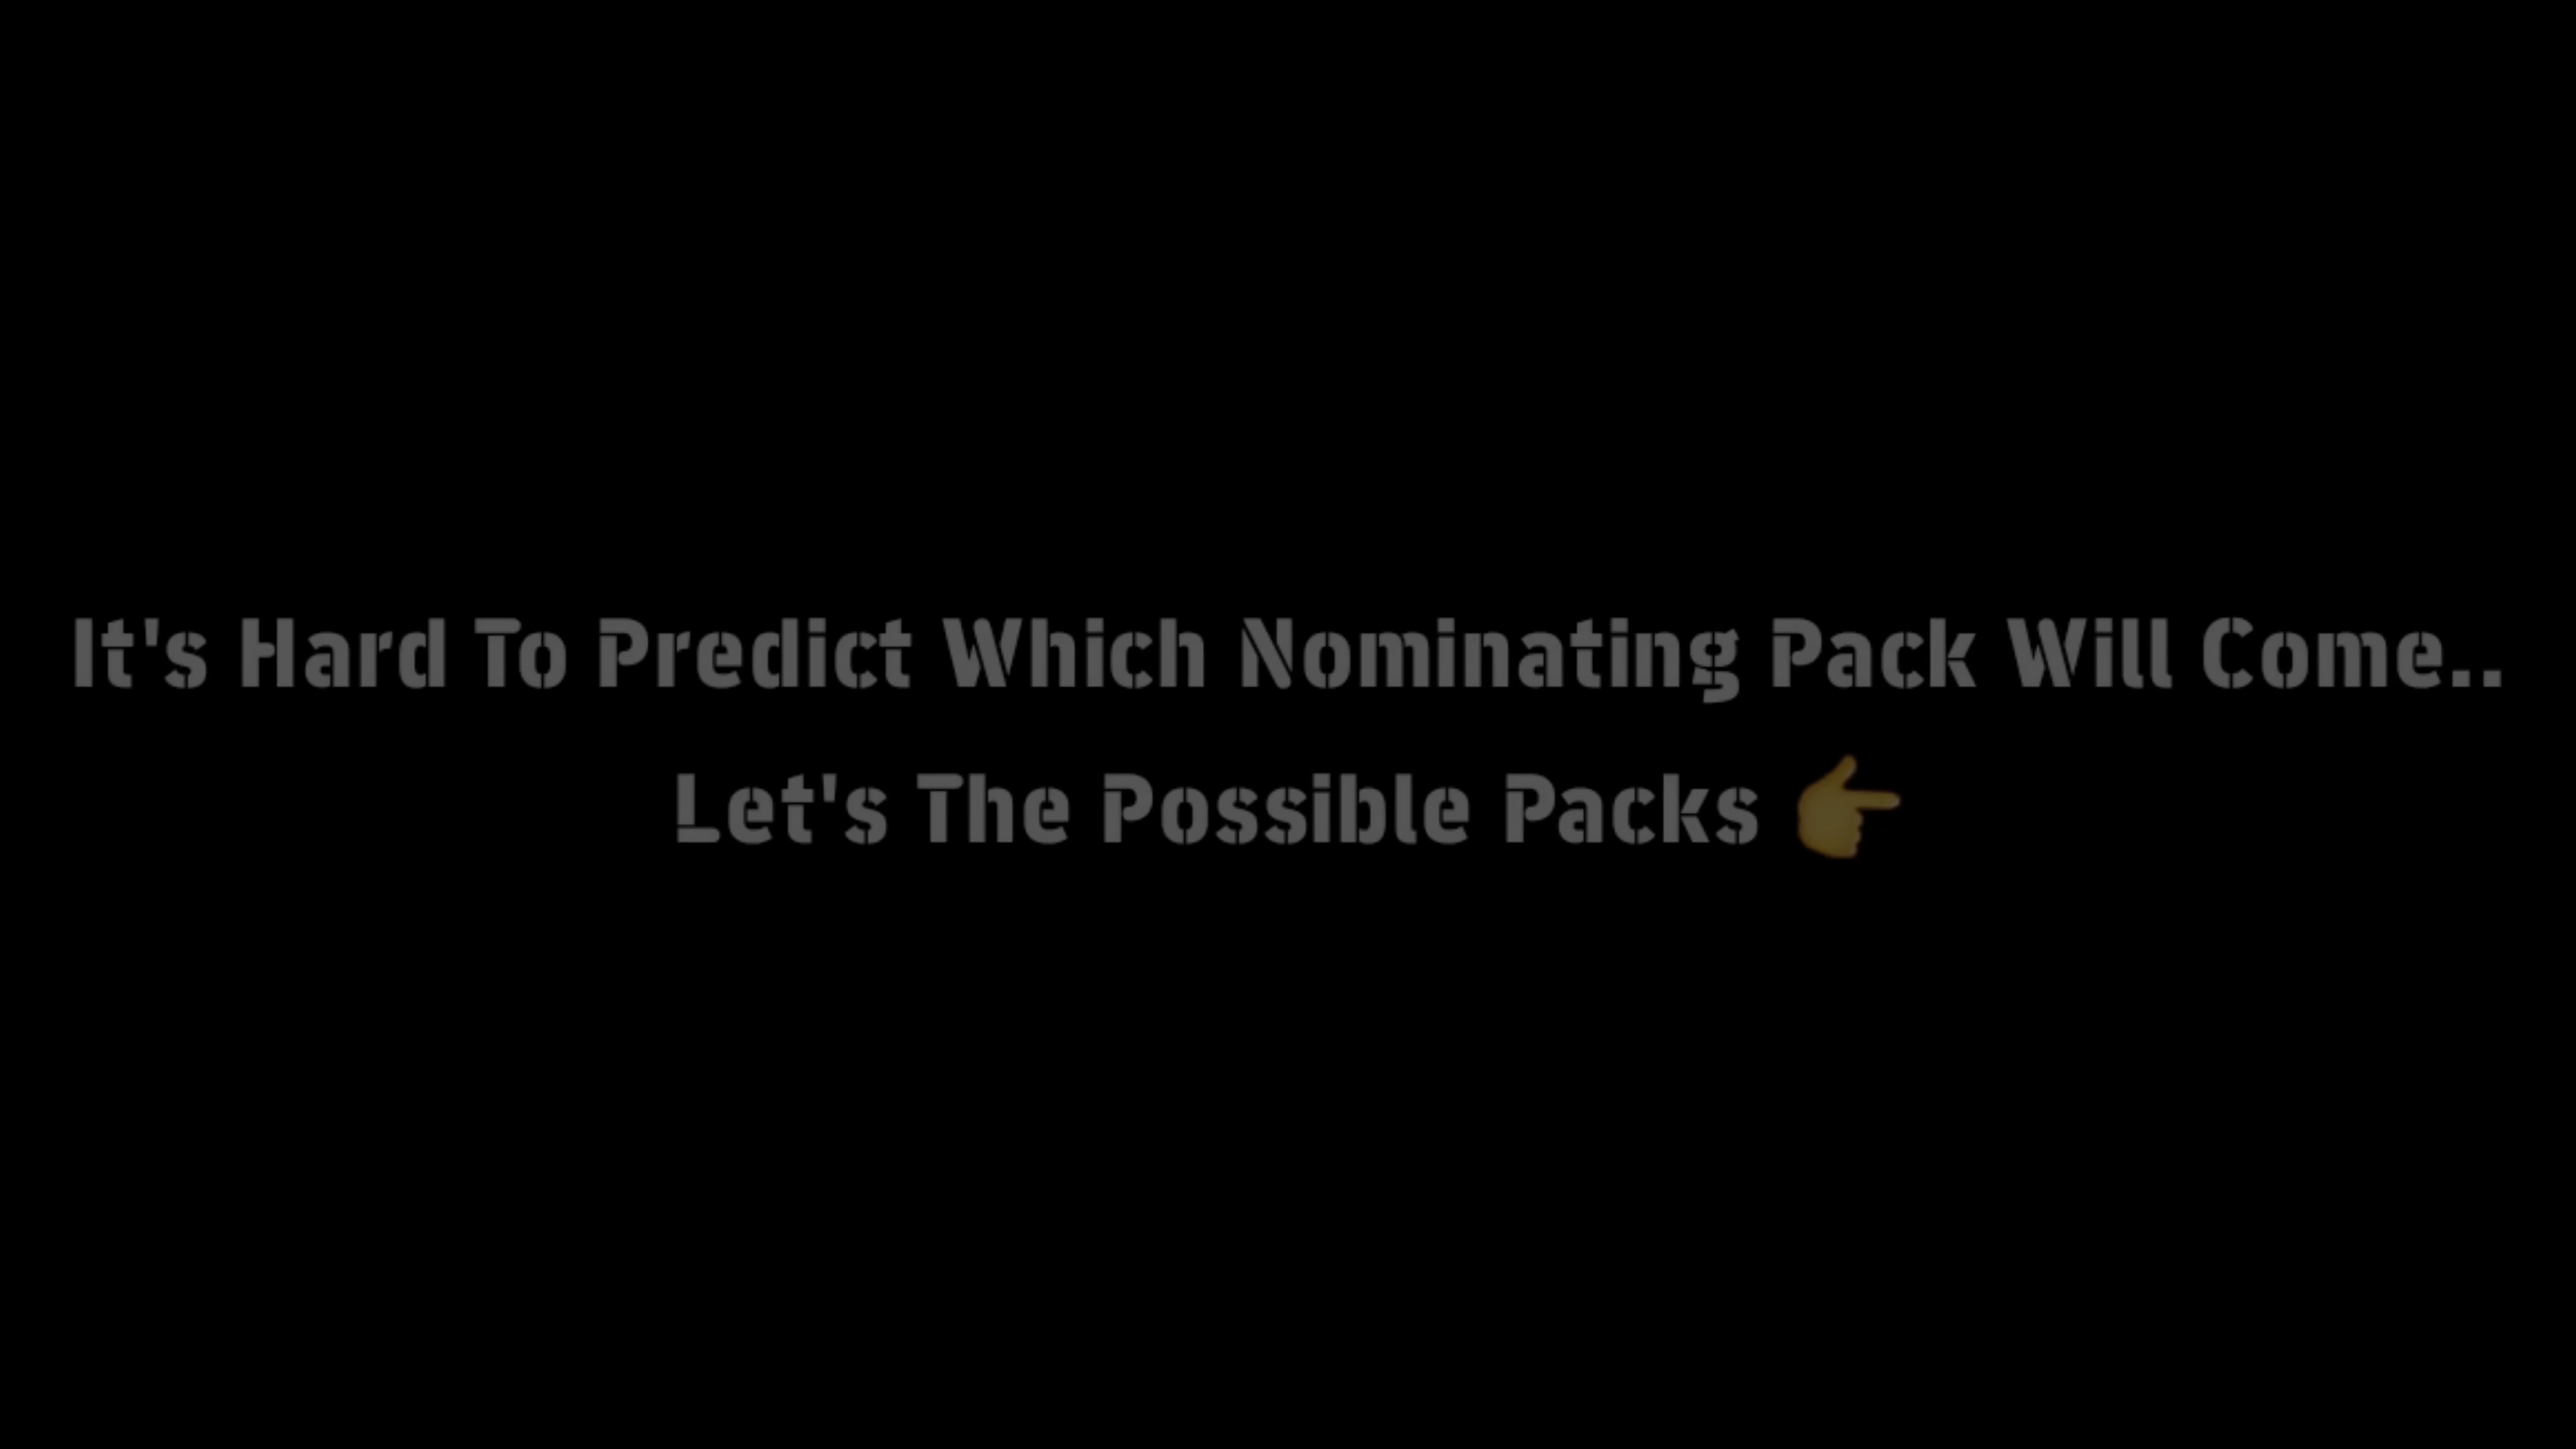 It's Hard To Predict Which Nominating Pack Will Come..
Let's The Possible Packs 👉